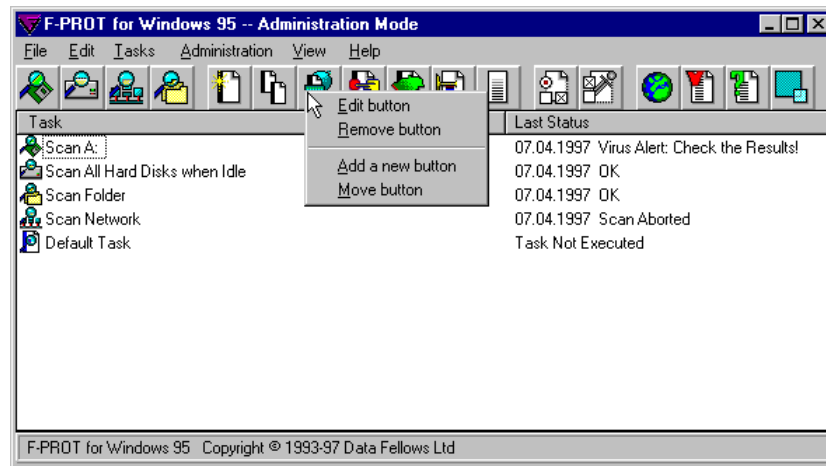 F-PROT for Windows 95 -- Administration Mode
File Edit Tasks Administration View Help
Edit button
Remove button
Add a new button
Move button
Task Last Status
Scan A: 07.04.1997 Virus Alert: Check the Results!
Scan All Hard Disks when Idle 07.04.1997 OK
Scan Folder 07.04.1997 OK
Scan Network 07.04.1997 Scan Aborted
Default Task Task Not Executed
F-PROT for Windows 95 Copyright © 1993-97 Data Fellows Ltd